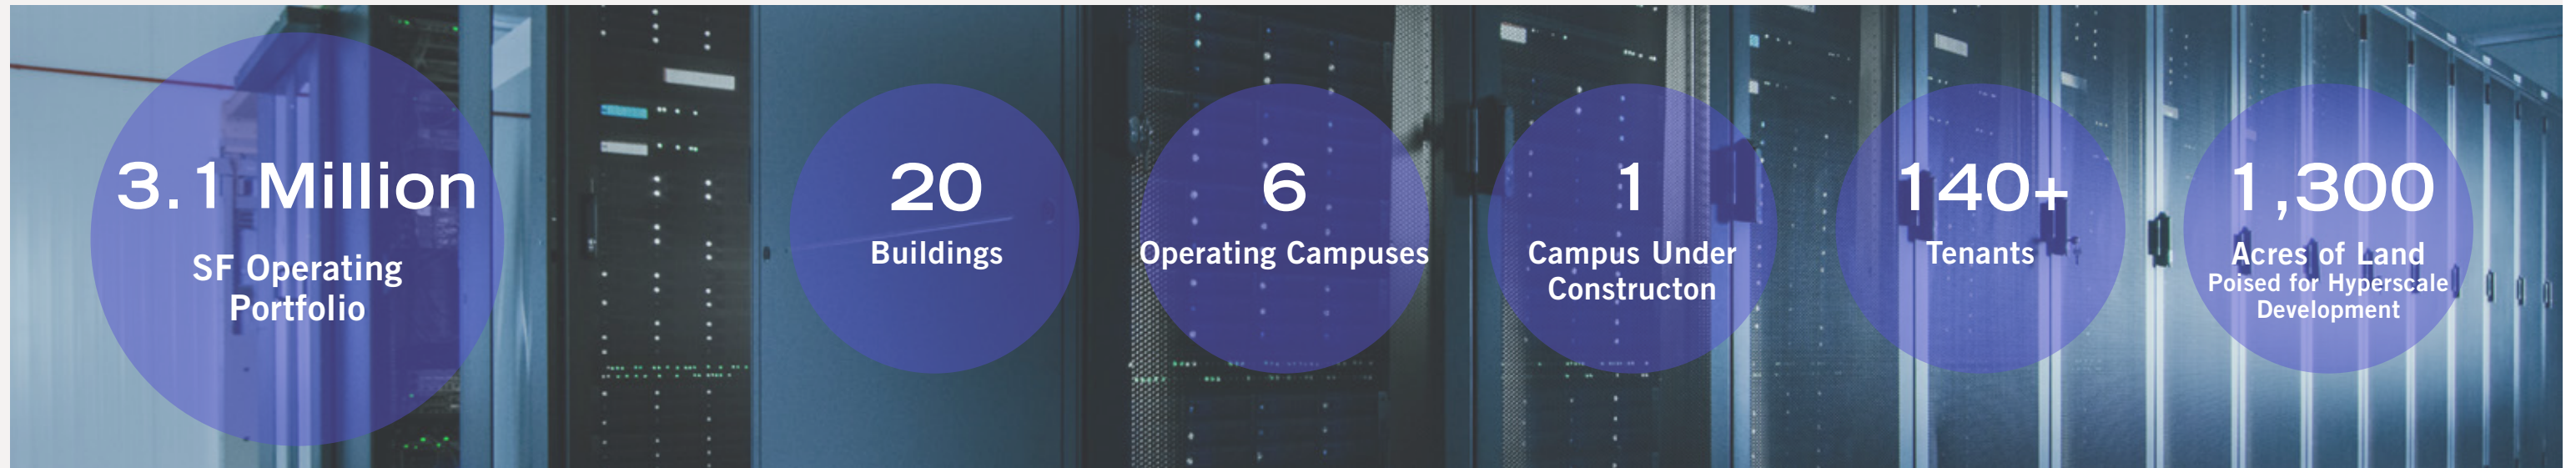 3.1 Million
SF Operating
Portfolio
20
Buildings
6
Operating Campuses
1
Campus Under
Constructon
140+
Tenants
1,300
Acres of Land
Poised for Hyperscale
Development